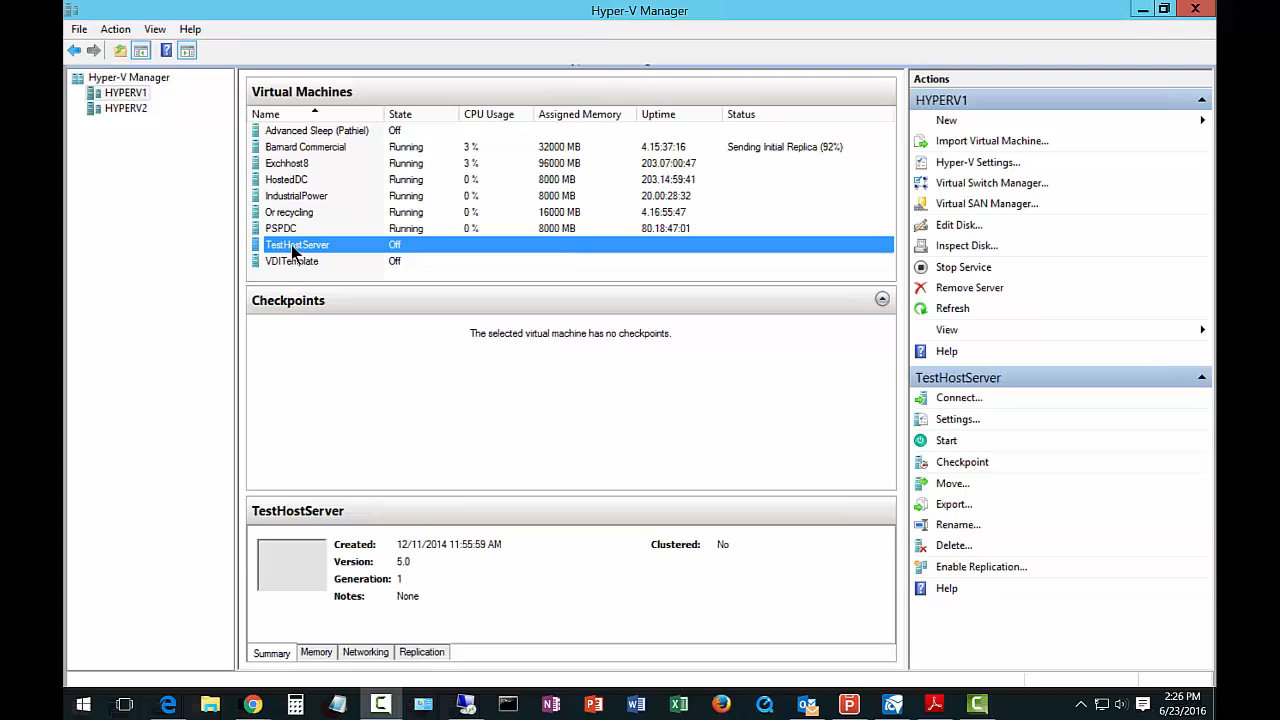 Hyper-V Manager
File Action View Help
Hyper-V Manager
HYPERV1
HYPERV2
Virtual Machines
Name State CPU Usage Assigned Memory Uptime Status
Advanced Sleep (Pathiel) Off
Barnard Commercial Running 3 % 32000 MB 4.15:37:16 Sending Initial Replica (92%)
Exchhost8 Running 3 % 96000 MB 203.07:00:47
HostedDC Running 0 % 8000 MB 203.14:59:41
IndustrialPower Running 0 % 8000 MB 20.00:28:32
Or recycling Running 0 % 16000 MB 4.16:55:47
PSPDC Running 0 % 8000 MB 80.18:47:01
TestHostServer Off
VDITemplate Off
Checkpoints
The selected virtual machine has no checkpoints.
TestHostServer
Created: 12/11/2014 11:55:59 AM Clustered: No
Version: 5.0
Generation: 1
Notes: None
Summary Memory Networking Replication
Actions
HYPERV1
New
Import Virtual Machine...
Hyper-V Settings...
Virtual Switch Manager...
Virtual SAN Manager...
Edit Disk...
Inspect Disk...
Stop Service
Remove Server
Refresh
View
Help
TestHostServer
Connect...
Settings...
Start
Checkpoint
Move...
Export...
Rename...
Delete...
Enable Replication...
Help
2:26 PM
6/23/2016